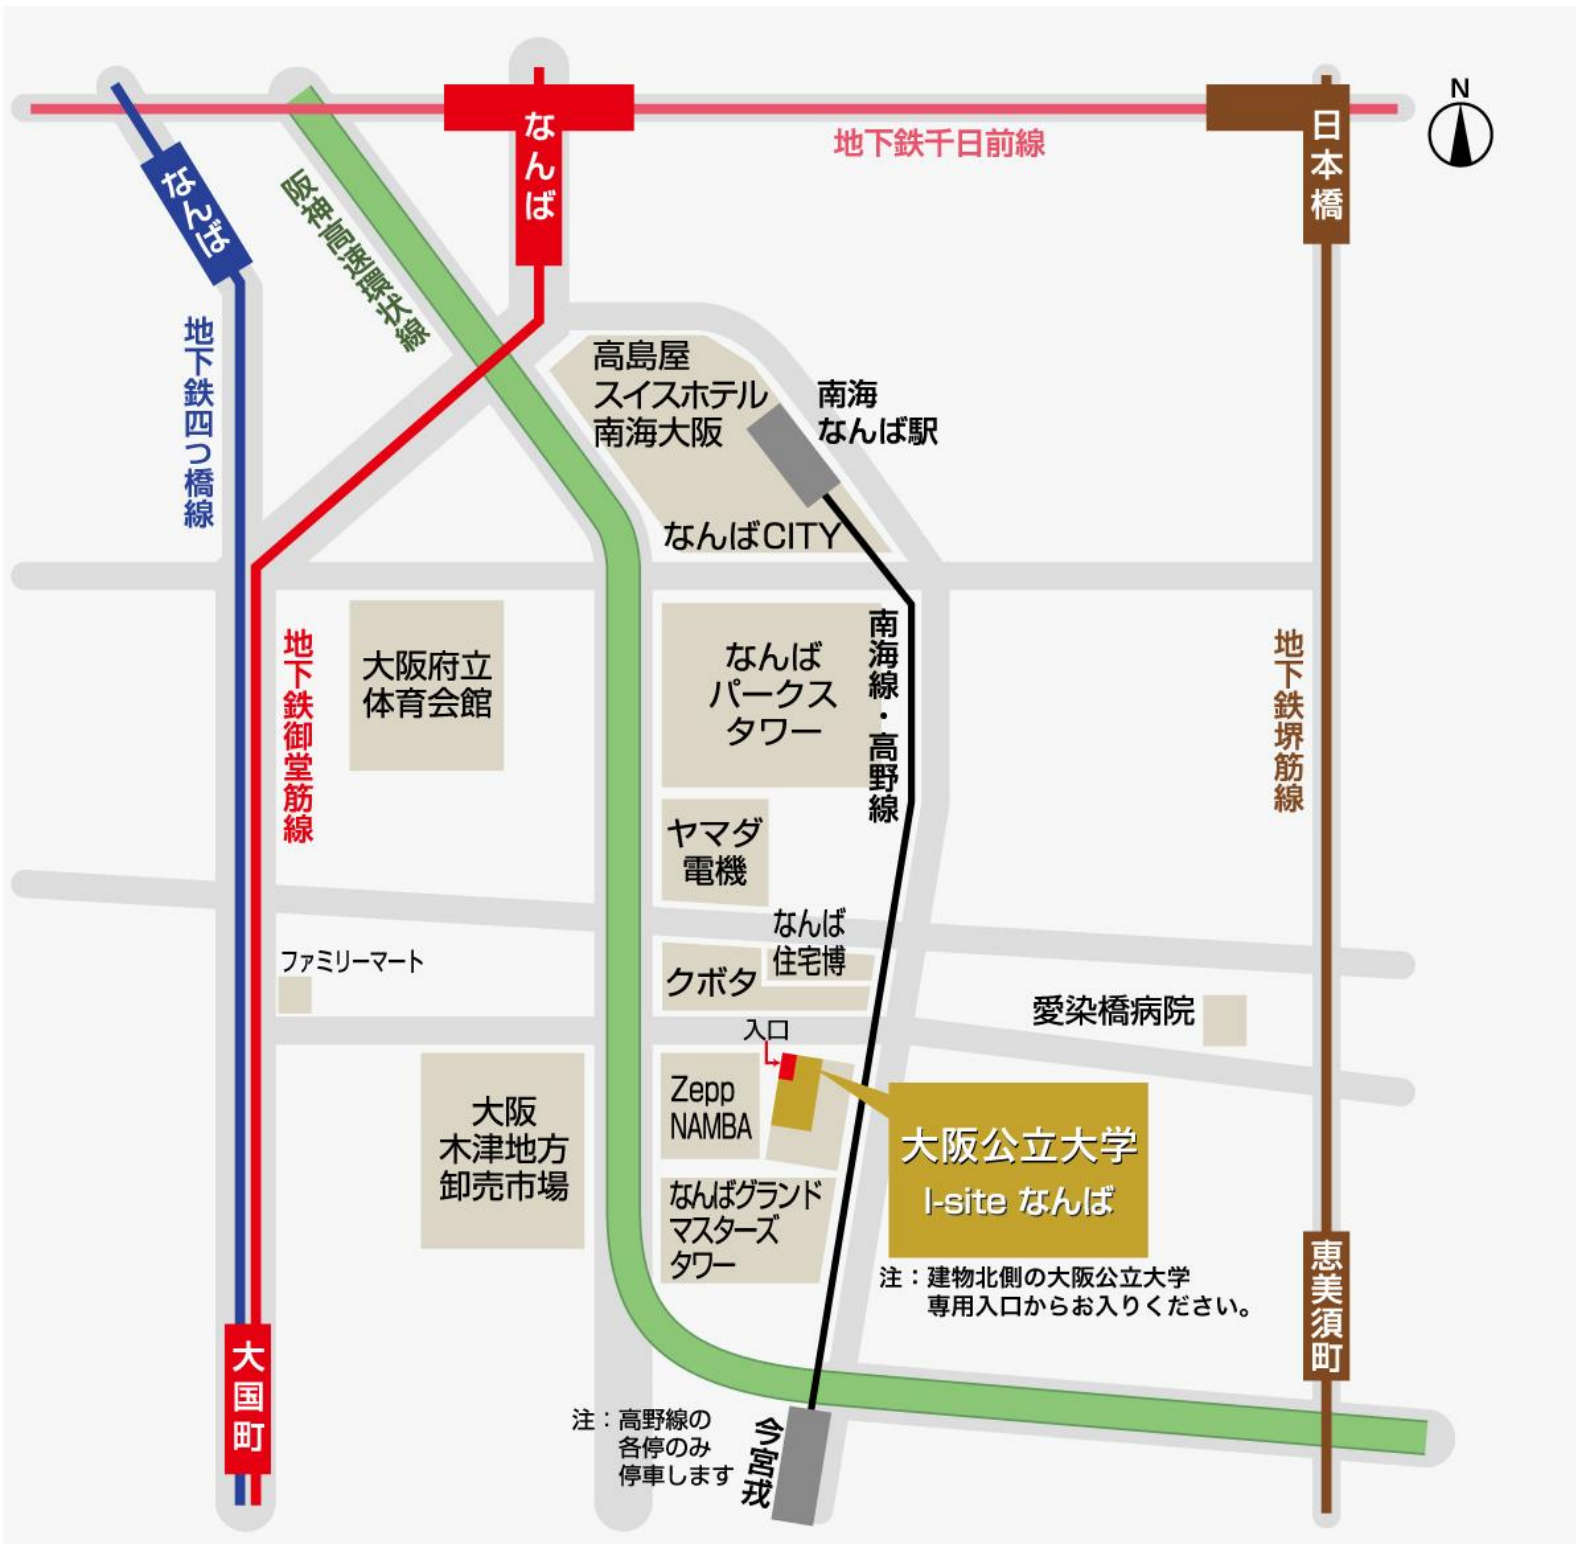 N
なんば
日本橋
地下鉄千日前線
なんば
阪神高速環状線
地下鉄四つ橋線
高島屋
スイスホテル
南海大阪
南海
なんば駅
なんばCITY
地下鉄御堂筋線
大阪府立
体育会館
なんば
パークス
タワー
南海線・高野線
地下鉄堺筋線
ヤマダ
電機
なんば
住宅博
ファミリーマート
クボタ
愛染橋病院
入口
Zepp
NAMBA
大阪
木津地方
卸売市場
大阪公立大学
I-site なんば
なんばグランド
マスターズ
タワー
注：建物北側の大阪公立大学
専用入口からお入りください。
恵美須町
大国町
注：高野線の
各停のみ
停車します
今宮戎